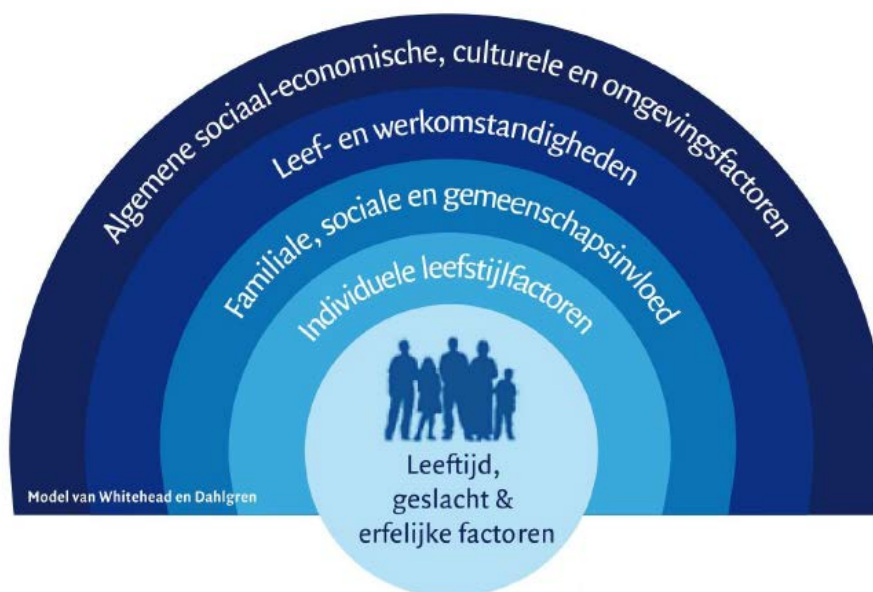 Algemene sociaal-economische, culturele en omgevingsfactoren
Leef- en werkomstandigheden
Familiale, sociale en gemeenschapsinvloed
Individuele leefstijlfactoren
Leeftijd,
geslacht &
erfelijke factoren
Model van Whitehead en Dahlgren